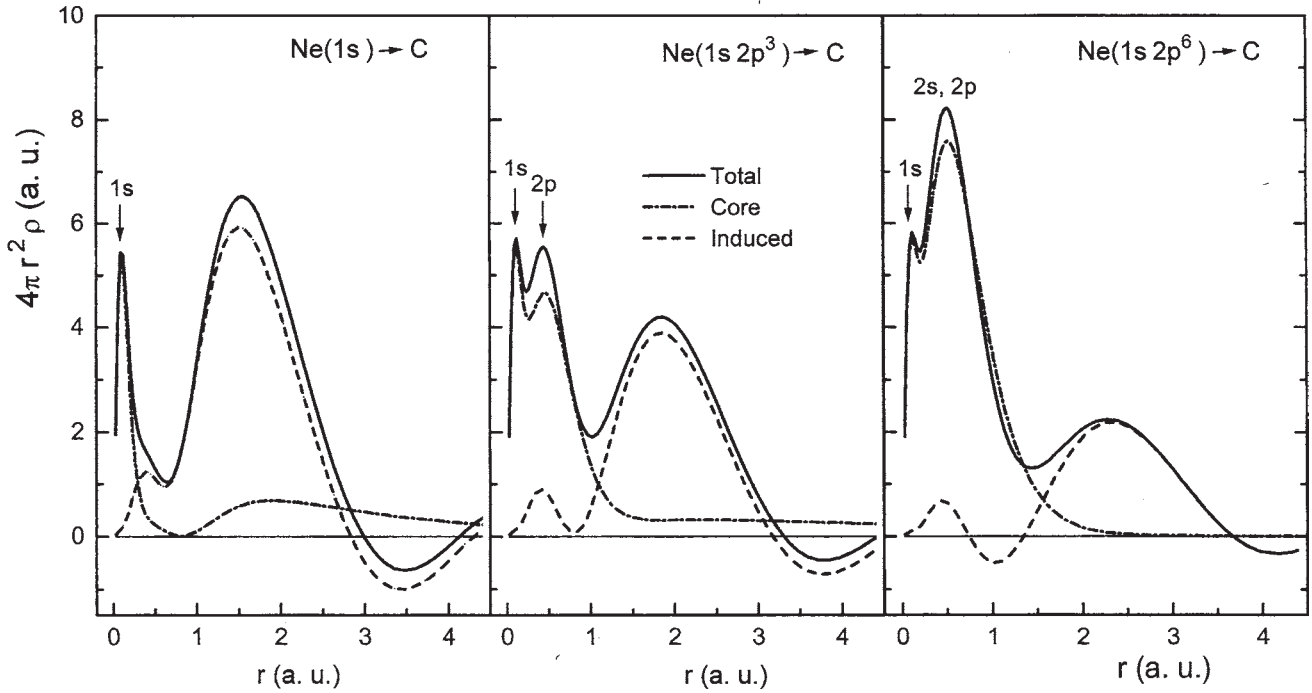 Ne(1s ) → C
Ne(1s 2p³) → C
Ne(1s 2p⁶) → C
4π r² ρ (a. u.)
10
8
6
4
2
0
1s
1s
2p
Total
Core
Induced
2s, 2p
1s
0 1 2 3 4
0 1 2 3 4
0 1 2 3 4
r (a. u.)
r (a. u.)
r (a. u.)